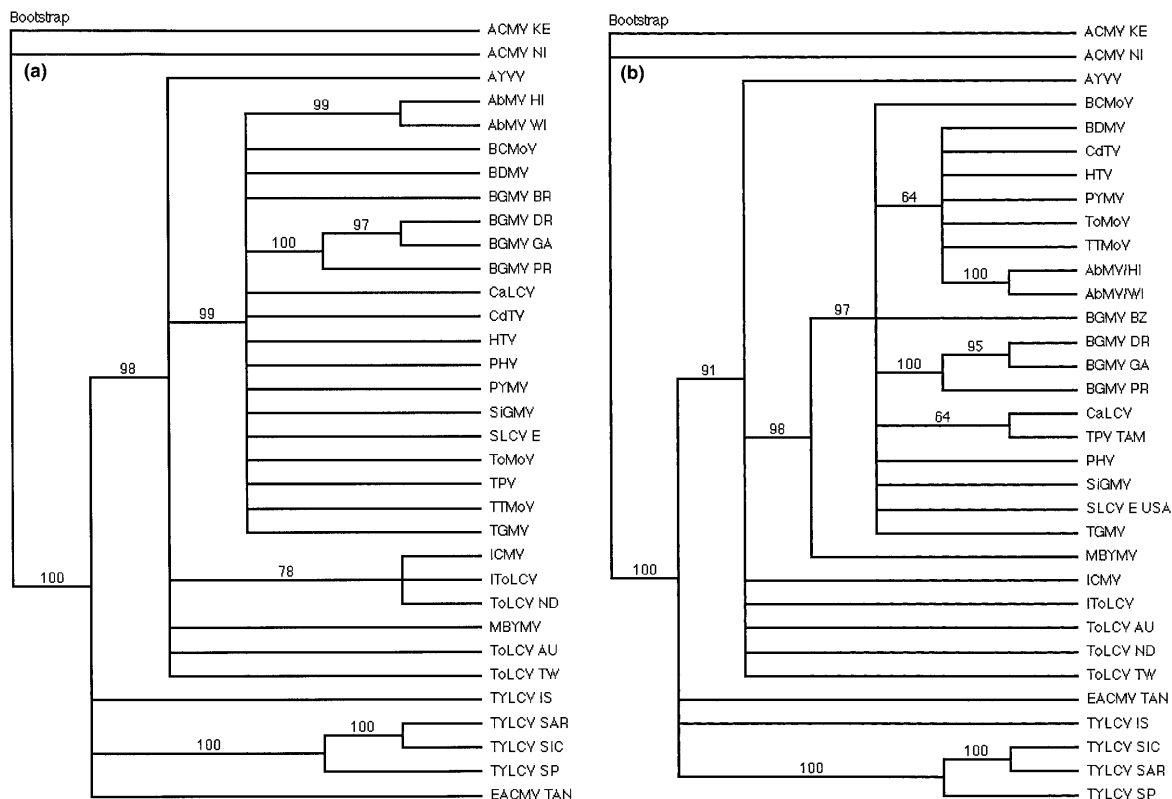 Bootstrap
ACMV KE
ACMV NI
(a)
AYVV
99
AbMV HI
AbMV WI
BCMoV
BDMV
BGMV BR
BGMV DR
97
100
BGMV GA
BGMV PR
CaLCV
99
CdTV
HTV
PHV
98
PYMV
SiGMV
SLCV E
ToMoV
TPV
TTMoV
TGMV
ICMV
100
78
IToLCV
ToLCV ND
MBYMV
ToLCV AU
ToLCV TW
TYLCV IS
TYLCV SAR
100
TYLCV SIC
100
TYLCV SP
EACMV TAN
Bootstrap
ACMV KE
ACMV NI
(b)
AYVV
BCMoV
BDMV
CdTV
HTV
64
PYMV
ToMoV
TTMoV
AbMV/HI
100
AbMV/WI
97
BGMV BZ
BGMV DR
95
100
BGMV GA
91
BGMV PR
CaLCV
64
98
TPV TAM
PHV
SiGMV
SLCV E USA
TGMV
MBYMV
100
ICMV
IToLCV
ToLCV AU
ToLCV ND
ToLCV TW
EACMV TAN
TYLCV IS
TYLCV SIC
100
100
TYLCV SAR
TYLCV SP